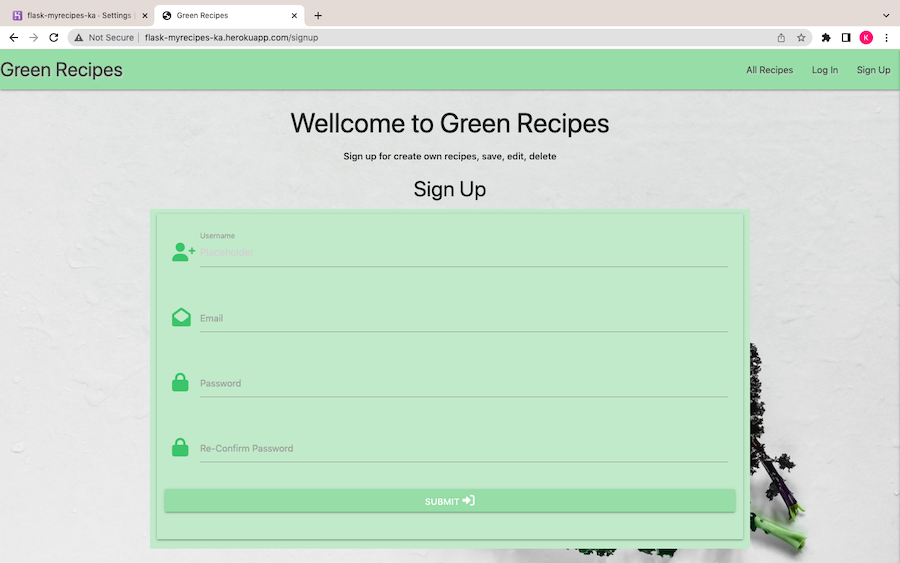 flask-myrecipes-ka · Settings
Green Recipes
Not Secure
flask-myrecipes-ka.herokuapp.com/signup
K
Green Recipes
All Recipes
Log In
Sign Up
Wellcome to Green Recipes
Sign up for create own recipes, save, edit, delete
Sign Up
Username
Placeholder
Email
Password
Re-Confirm Password
SUBMIT